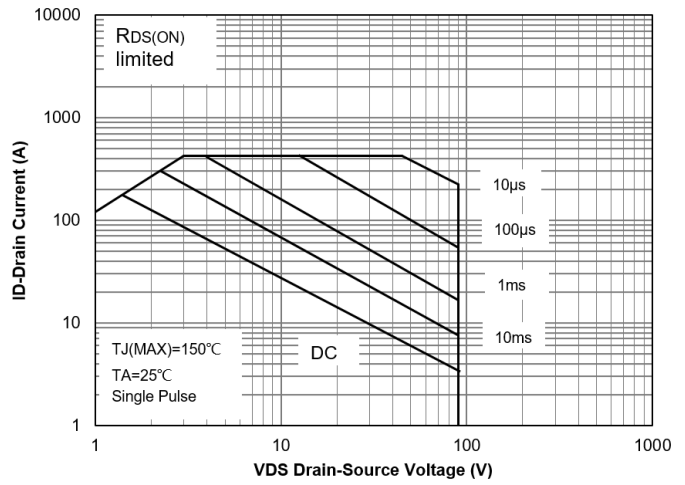 10000
1000
100
10
1
ID-Drain Current (A)
RDS(ON)
limited
10µs
100µs
1ms
10ms
DC
TJ(MAX)=150℃
TA=25℃
Single Pulse
1
10
100
1000
VDS Drain-Source Voltage (V)